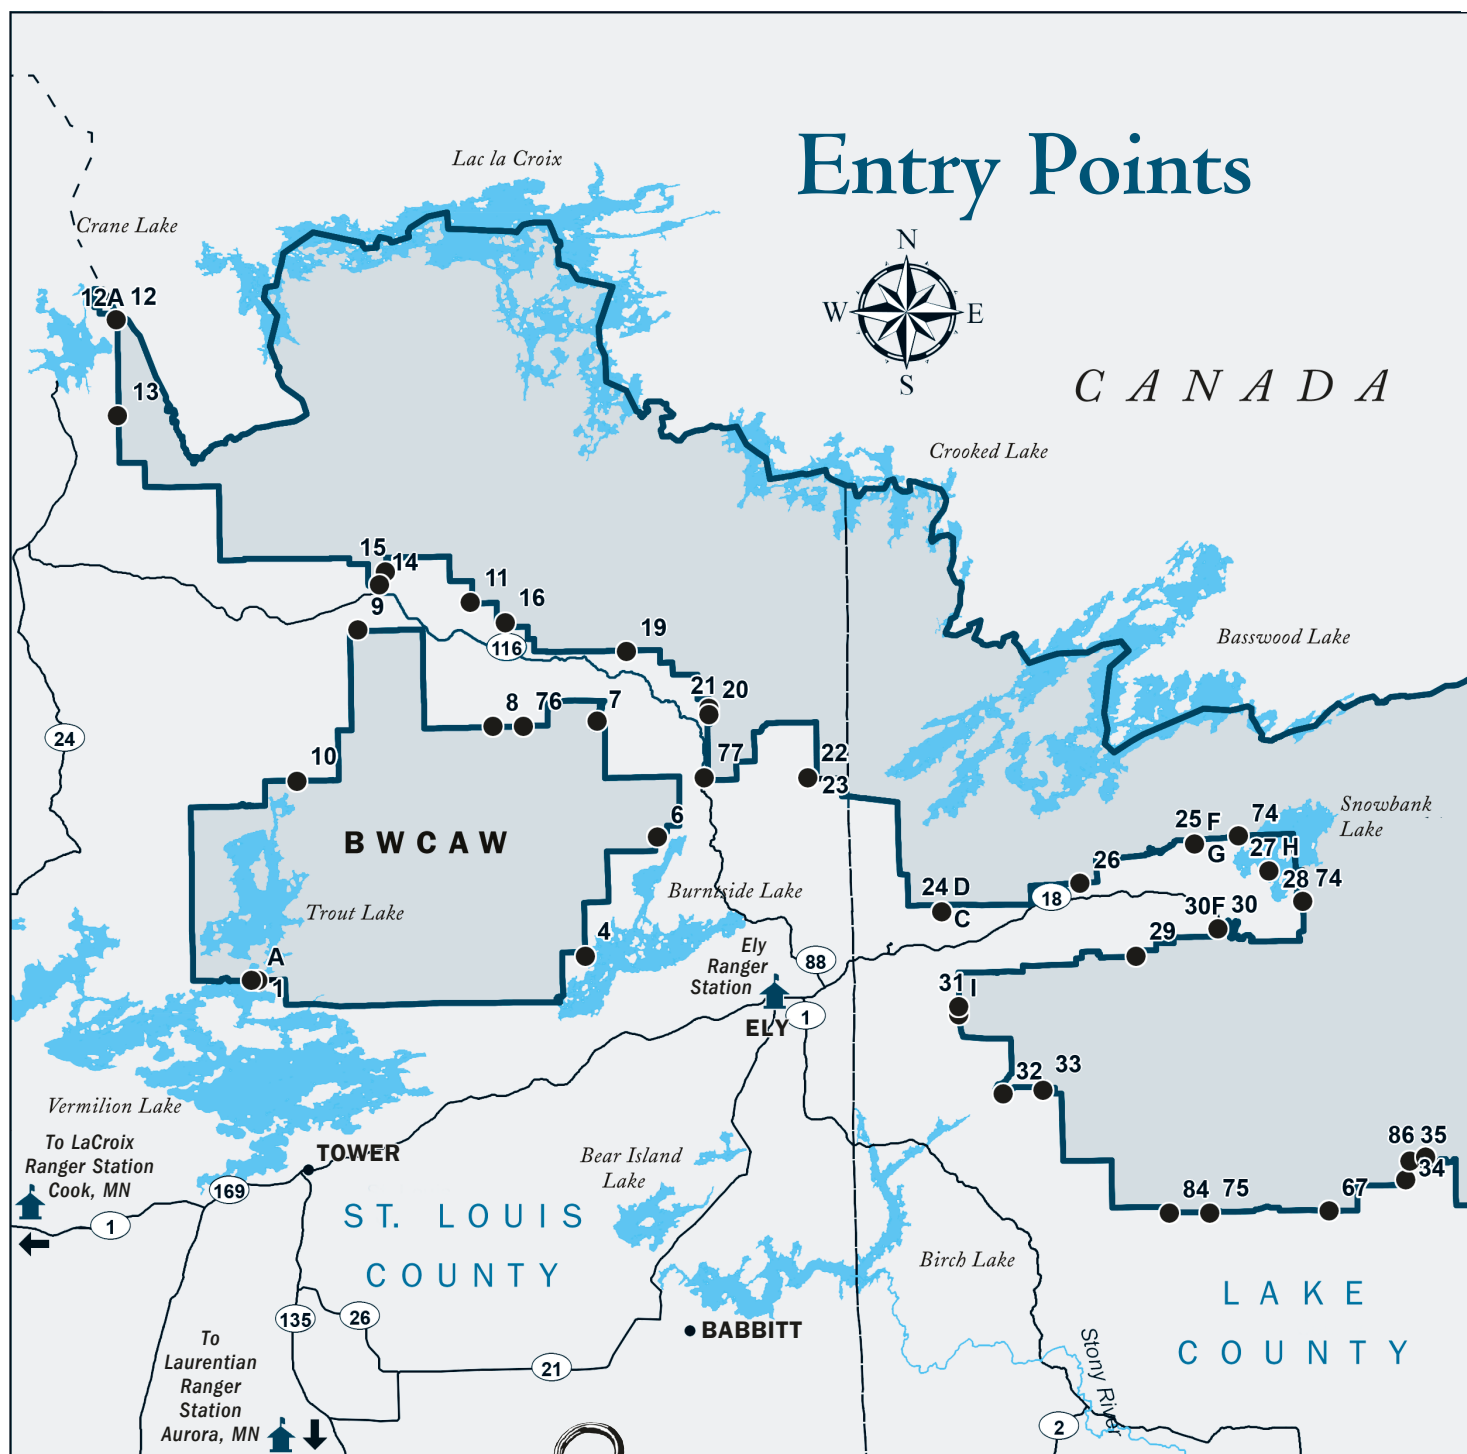 Entry Points
Lac la Croix
Crane Lake
N
W
E
S
12A 12
CANADA
13
Crooked Lake
15
14
11
9
16
19
116
Basswood Lake
21
20
8
76
7
24
10
77
22
23
Snowbank
Lake
6
BWCAW
25
F
74
G
27
H
26
Burntside Lake
24
D
C
18
28
74
Trout Lake
30F
30
4
29
Ely
Ranger
Station
88
A
1
31
I
ELY
1
32
33
Vermilion Lake
To LaCroix
Ranger Station
Cook, MN
TOWER
Bear Island
Lake
86
35
34
169
1
84
75
67
ST. LOUIS
COUNTY
Birch Lake
LAKE
COUNTY
135
26
BABBITT
To
Laurentian
Ranger
Station
Aurora, MN
21
Stony River
2